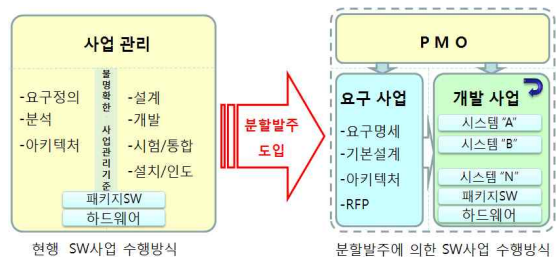 사업 관리
불명확한 사업관리기준
-요구정의
-분석
-아키텍처
-설계
-개발
-시험/통합
-설치/인도
패키지SW
하드웨어
현행 SW사업 수행방식
분할발주
도입
P M O
요구 사업
-요구명세
-기본설계
-아키텍처
-RFP
개발 사업
시스템 “A”
시스템 “B”
시스템 “N”
패키지SW
하드웨어
분할발주에 의한 SW사업 수행방식